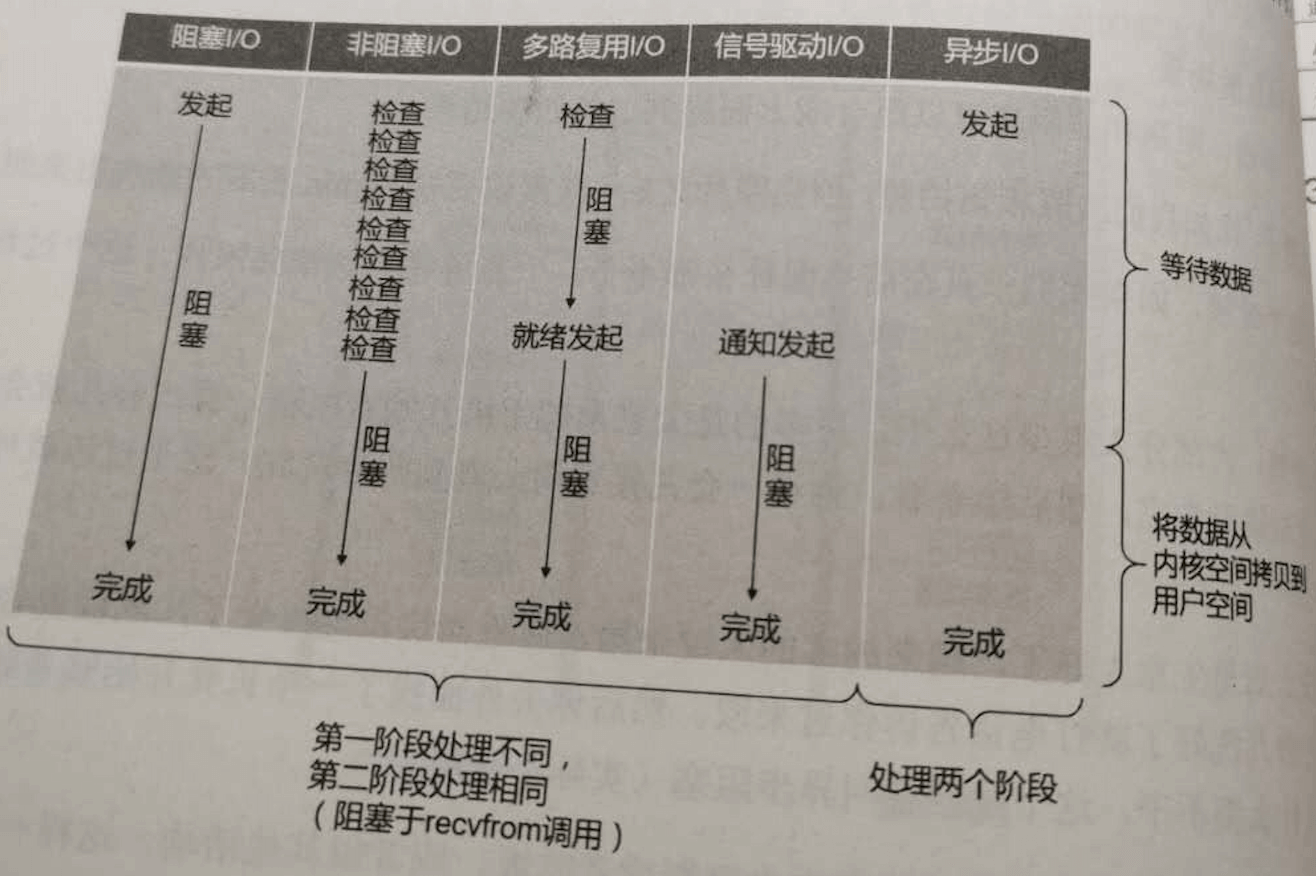 阻塞I/O
非阻塞I/O
多路复用I/O
信号驱动I/O
异步I/O
发起
阻
塞
完成
检查
检查
检查
检查
检查
检查
检查
检查
检查
阻
塞
完成
检查
阻
塞
就绪发起
阻
塞
完成
通知发起
阻
塞
完成
发起
完成
等待数据
将数据从
内核空间拷贝到
用户空间
第一阶段处理不同，
第二阶段处理相同
（阻塞于recvfrom调用）
处理两个阶段